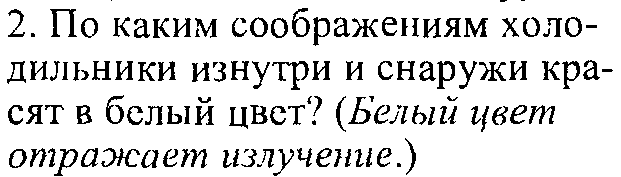 2. По каким соображениям холо-
дильники изнутри и снаружи кра-
сят в белый цвет? (Белый цвет
отражает излучение.)